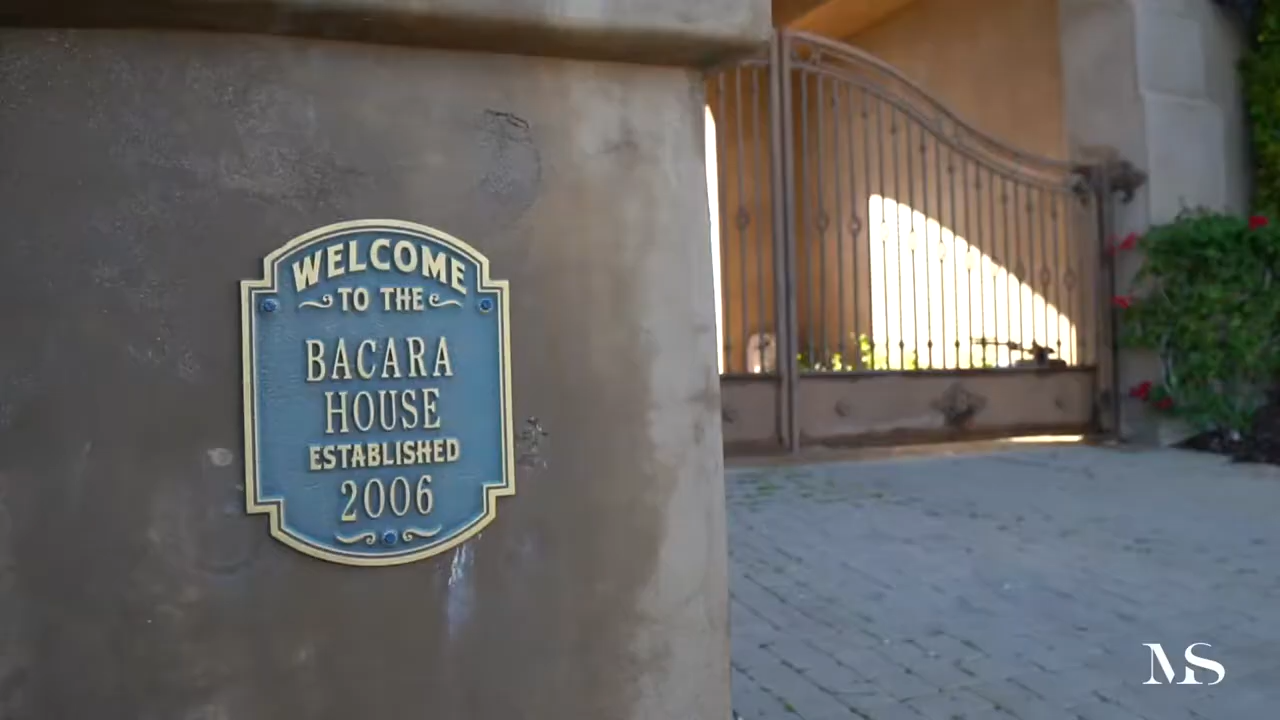 WELCOME
TO THE
BACARA
HOUSE
ESTABLISHED
2006
MS